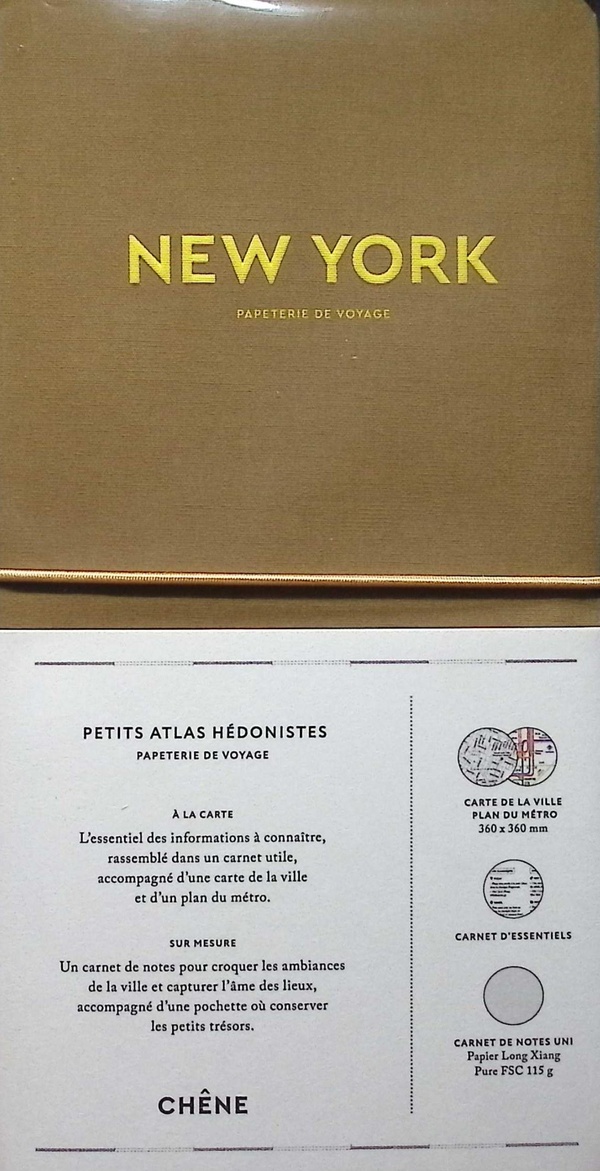 NEW YORK
PAPETERIE DE VOYAGE
PETITS ATLAS HÉDONISTES
PAPETERIE DE VOYAGE
À LA CARTE
L'essentiel des informations à connaître,
rassemblé dans un carnet utile,
accompagné d'une carte de la ville
et d'un plan du métro.
SUR MESURE
Un carnet de notes pour croquer les ambiances
de la ville et capturer l'âme des lieux,
accompagné d'une pochette où conserver
les petits trésors.
CHÊNE
CARTE DE LA VILLE
PLAN DU MÉTRO
360 x 360 mm
CARNET D'ESSENTIELS
CARNET DE NOTES UNI
Papier Long Xiang
Pure FSC 115 g